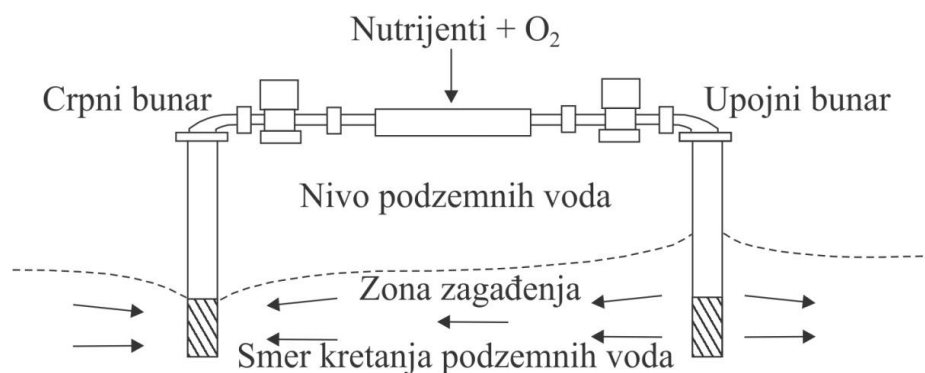 Nutrijenti + O₂
Crpni bunar
Upojni bunar
Nivo podzemnih voda
Zona zagađenja
Smer kretanja podzemnih voda